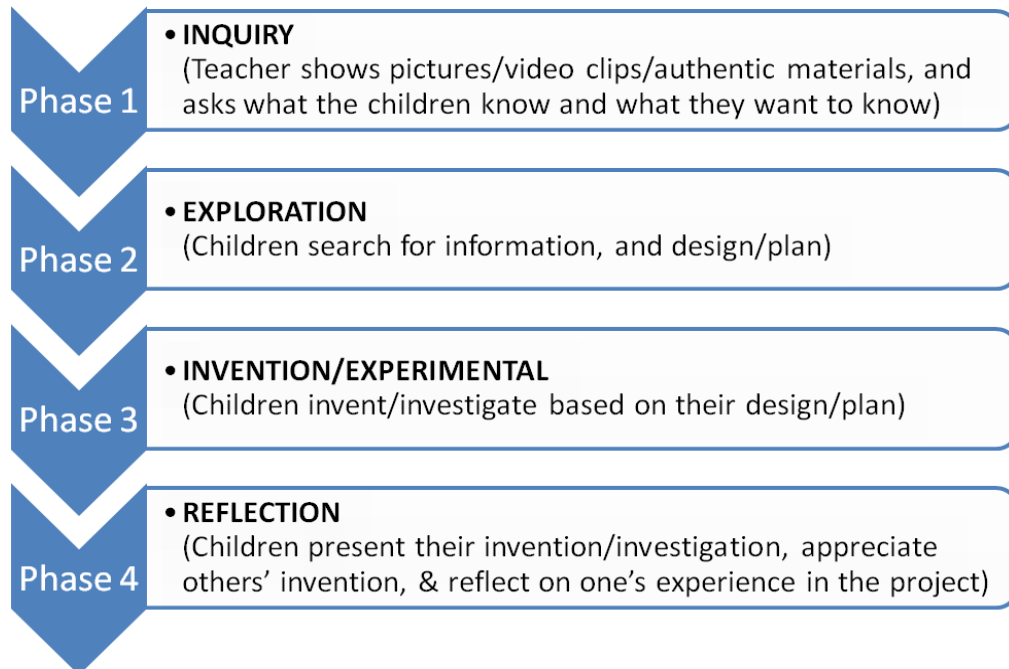 Phase 1
• INQUIRY
(Teacher shows pictures/video clips/authentic materials, and
asks what the children know and what they want to know)
Phase 2
• EXPLORATION
(Children search for information, and design/plan)
Phase 3
• INVENTION/EXPERIMENTAL
(Children invent/investigate based on their design/plan)
Phase 4
• REFLECTION
(Children present their invention/investigation, appreciate
others’ invention, & reflect on one’s experience in the project)